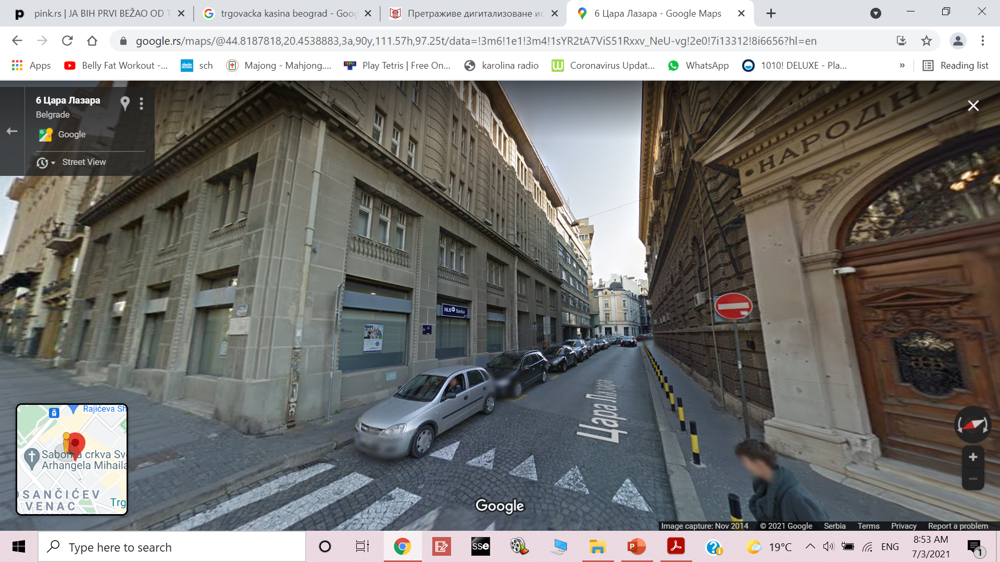 pink.rs | JA BIH PRVI BEŽAO OD T
trgovacka kasina beograd - Goog
Претраживе дигитализоване ис
6 Цара Лазара - Google Maps
google.rs/maps/@44.8187818,20.4538883,3a,90y,111.57h,97.25t/data=!3m6!1e1!3m4!1sYR2tA7ViS51Rxxv_NeU-vg!2e0!7i13312!8i6656?hl=en
Apps
Belly Fat Workout -...
sch
Majong - Mahjong....
Play Tetris | Free On...
karolina radio
Coronavirus Updat...
WhatsApp
1010! DELUXE - Pla...
»
Reading list
6 Цара Лазара
Belgrade
Google
Street View
НАРОДНА
NLB Banka
Цара Лазара
Rajićeva Sh
Saborna crkva Sv
Arhangela Mihaila
OSANČIĆEV
VENAC
Trg
Google
Image capture: Nov 2014
© 2021 Google
Serbia
Terms
Privacy
Report a problem
Type here to search
sse
19°C
ENG
8:53 AM
7/3/2021
1